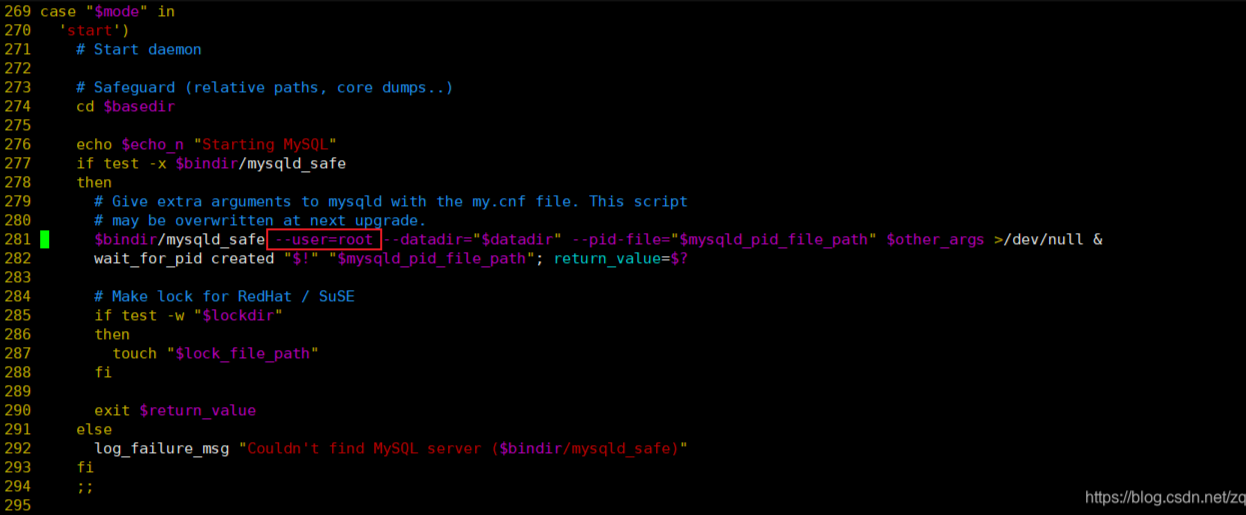 269 case "$mode" in
270   'start')
271     # Start daemon
272
273     # Safeguard (relative paths, core dumps..)
274     cd $basedir
275
276     echo $echo_n "Starting MySQL"
277     if test -x $bindir/mysqld_safe
278     then
279       # Give extra arguments to mysqld with the my.cnf file. This script
280       # may be overwritten at next upgrade.
281       $bindir/mysqld_safe --user=root --datadir="$datadir" --pid-file="$mysqld_pid_file_path" $other_args >/dev/null &
282       wait_for_pid created "$!" "$mysqld_pid_file_path"; return_value=$?
283
284       # Make lock for RedHat / SuSE
285       if test -w "$lockdir"
286       then
287         touch "$lock_file_path"
288       fi
289
290       exit $return_value
291     else
292       log_failure_msg "Couldn't find MySQL server ($bindir/mysqld_safe)"
293     fi
294     ;;
295
https://blog.csdn.net/zq